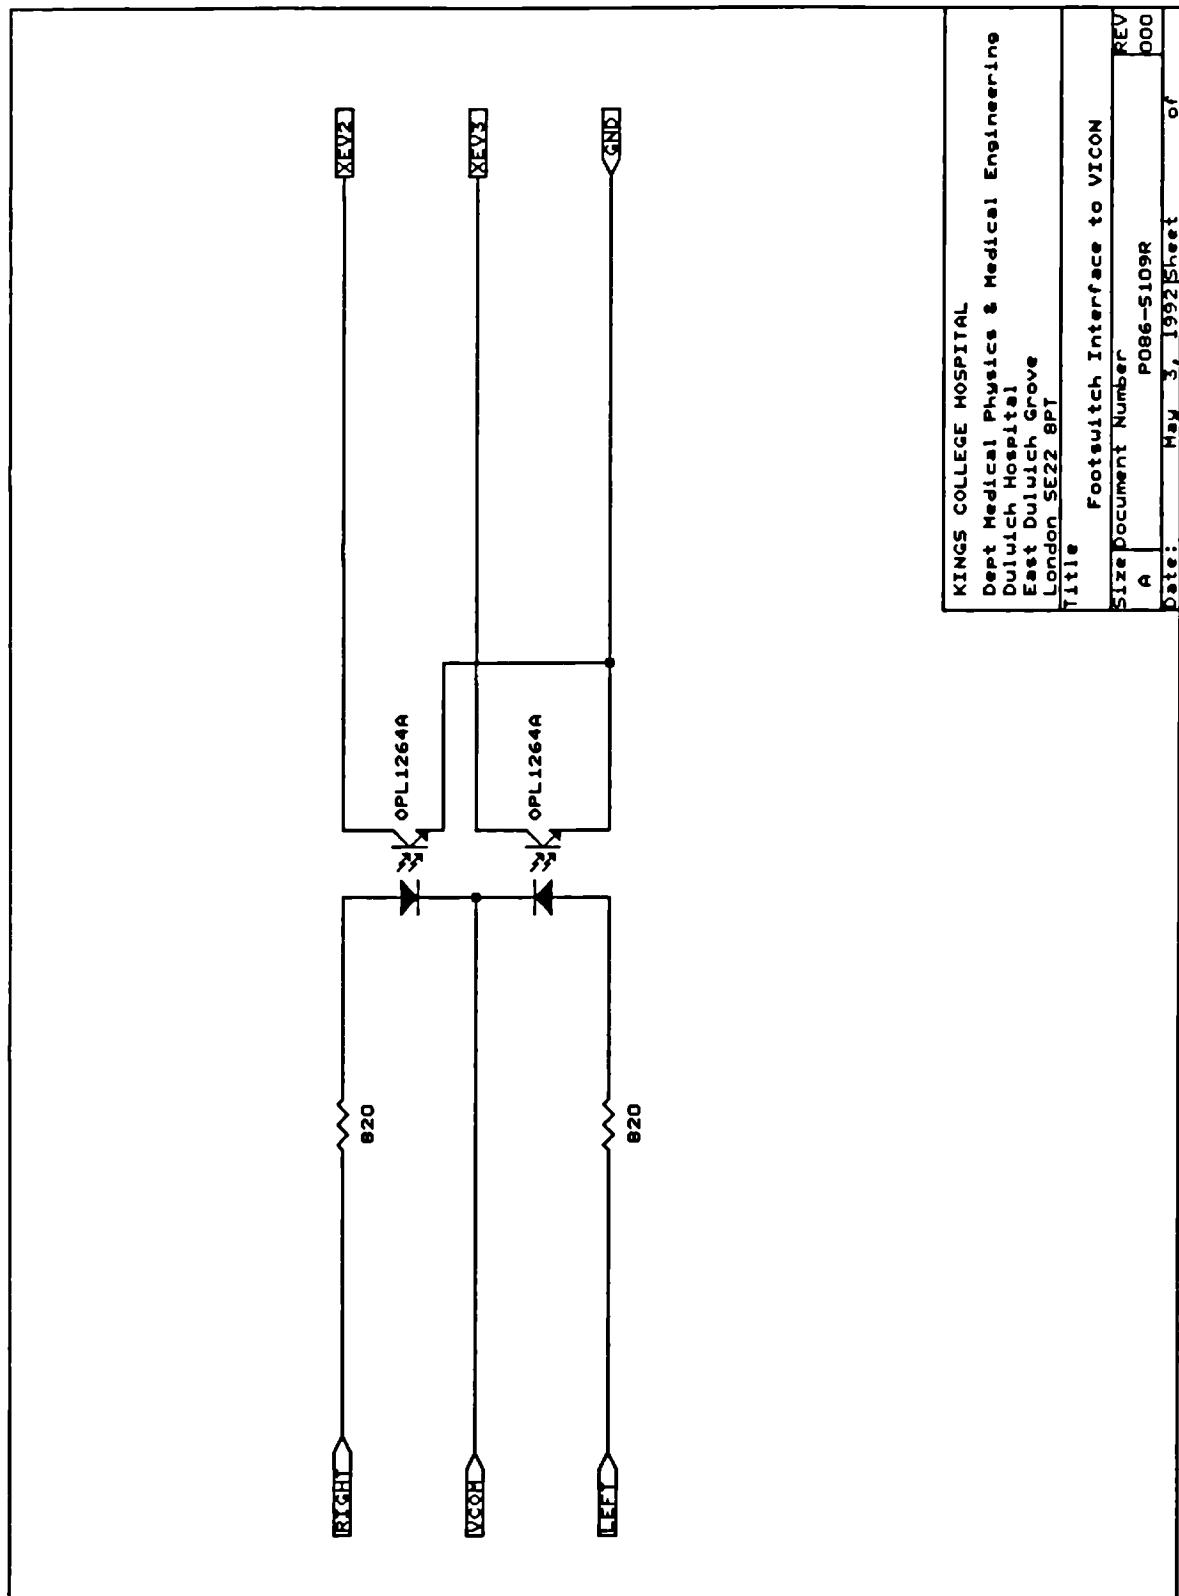 XEV2
XEV3
GND
OPL1264A
OPL1264A
820
820
RIGHT
VCOM
LEFT
KINGS COLLEGE HOSPITAL
Dept Medical Physics & Medical Engineering
Dulwich Hospital
East Dulwich Grove
London SE22 8PT
Title
Footswitch Interface to VICON
Size Document Number REV
A P086-S109R 000
Date: May 3, 1992 Sheet of